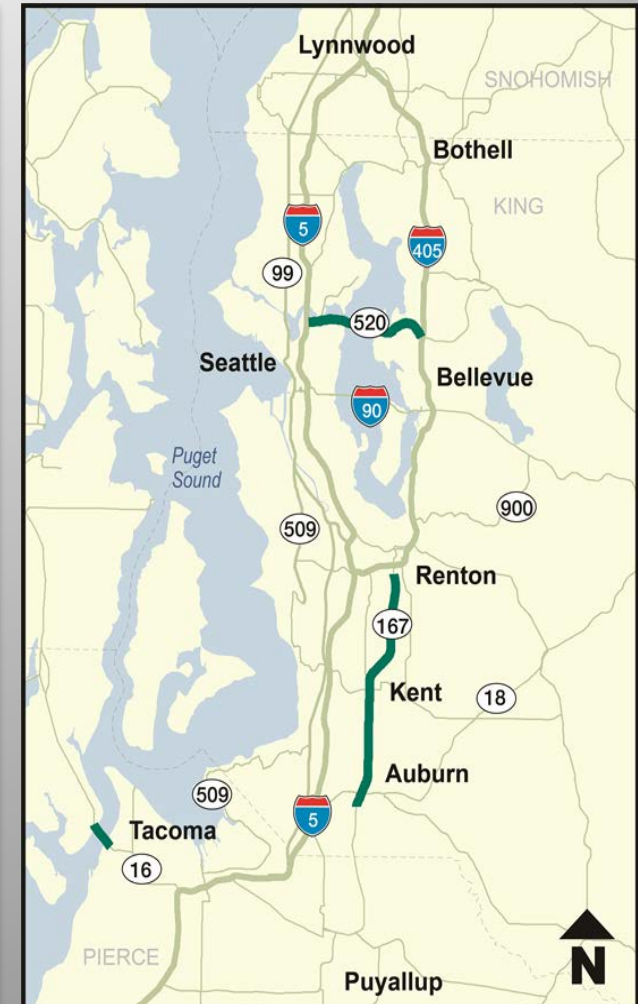 Lynnwood
SNOHOMISH
Bothell
KING
5
405
99
520
Seattle
Bellevue
90
Puget
Sound
509
900
Renton
167
Kent
18
Auburn
509
5
Tacoma
16
PIERCE
Puyallup
N